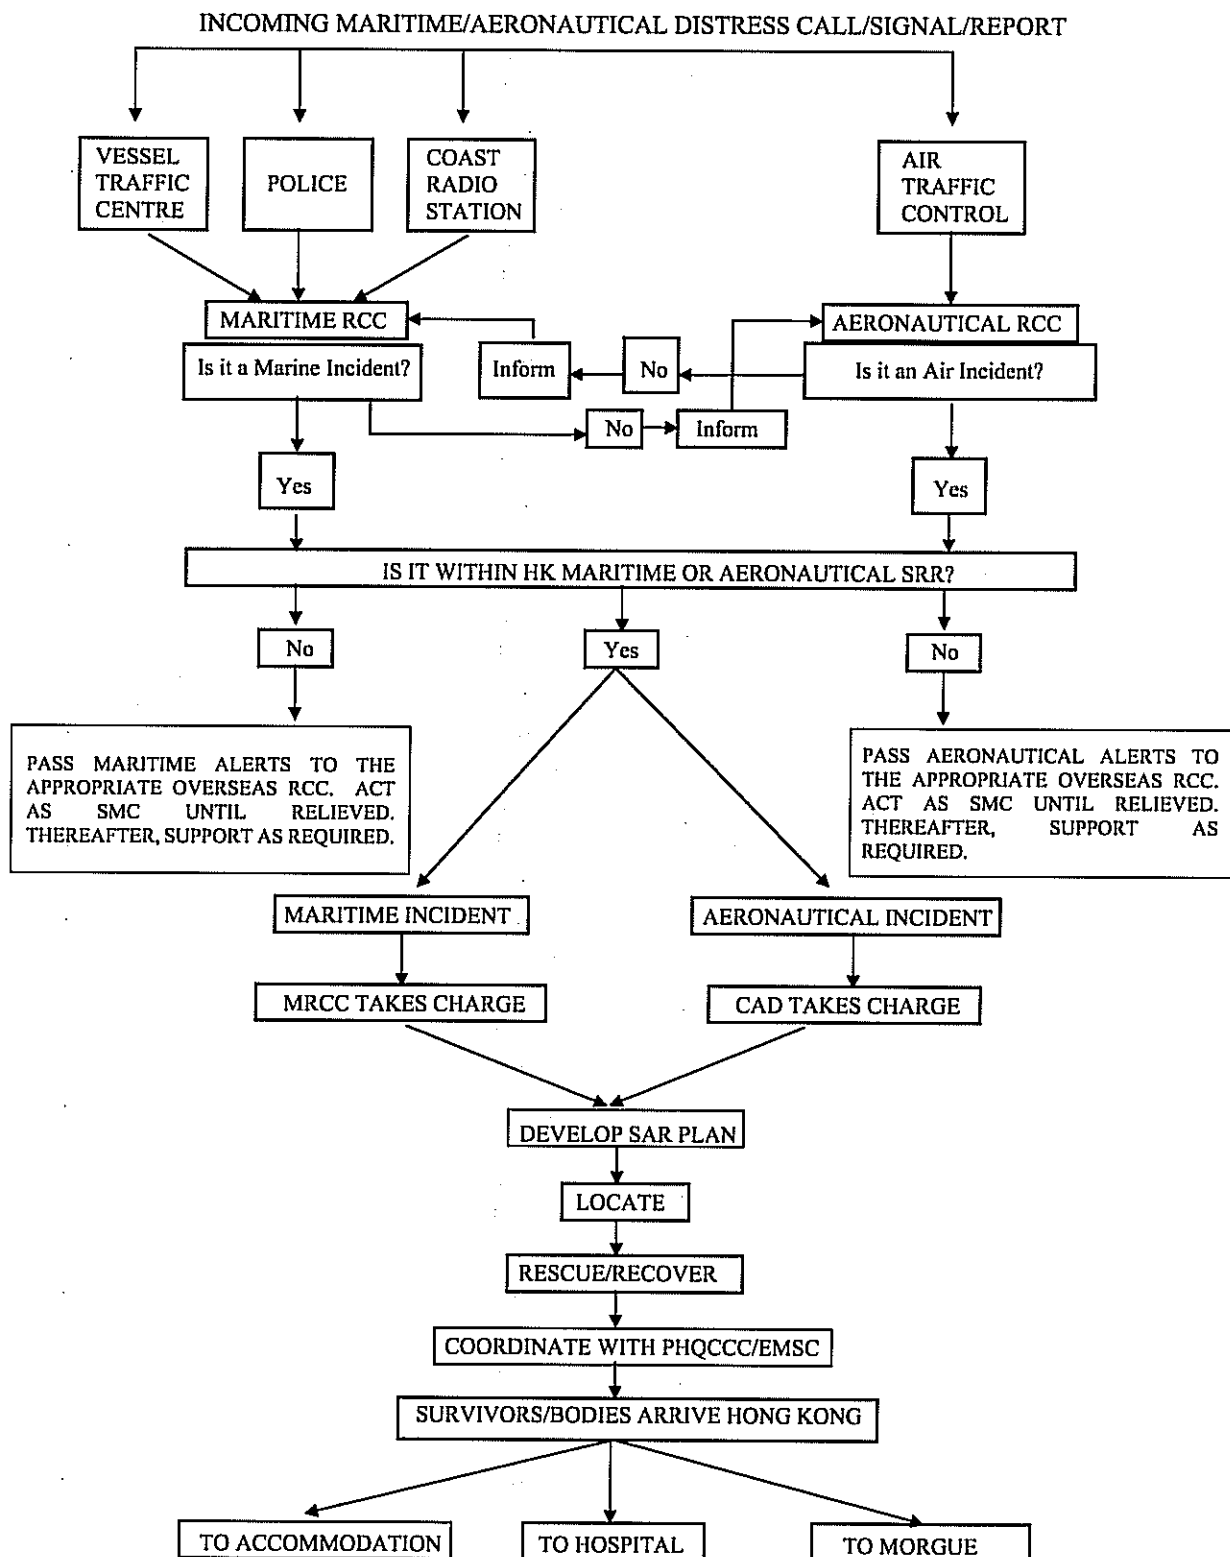 INCOMING MARITIME/AERONAUTICAL DISTRESS CALL/SIGNAL/REPORT
VESSEL
TRAFFIC
CENTRE
POLICE
COAST
RADIO
STATION
AIR
TRAFFIC
CONTROL
MARITIME RCC
AERONAUTICAL RCC
Is it a Marine Incident?
Inform
No
Is it an Air Incident?
No
Inform
Yes
Yes
IS IT WITHIN HK MARITIME OR AERONAUTICAL SRR?
No
Yes
No
PASS MARITIME ALERTS TO THE
APPROPRIATE OVERSEAS RCC. ACT
AS SMC UNTIL RELIEVED.
THEREAFTER, SUPPORT AS REQUIRED.
PASS AERONAUTICAL ALERTS TO
THE APPROPRIATE OVERSEAS RCC.
ACT AS SMC UNTIL RELIEVED.
THEREAFTER, SUPPORT AS
REQUIRED.
MARITIME INCIDENT
AERONAUTICAL INCIDENT
MRCC TAKES CHARGE
CAD TAKES CHARGE
DEVELOP SAR PLAN
LOCATE
RESCUE/RECOVER
COORDINATE WITH PHQCCC/EMSC
SURVIVORS/BODIES ARRIVE HONG KONG
TO ACCOMMODATION
TO HOSPITAL
TO MORGUE